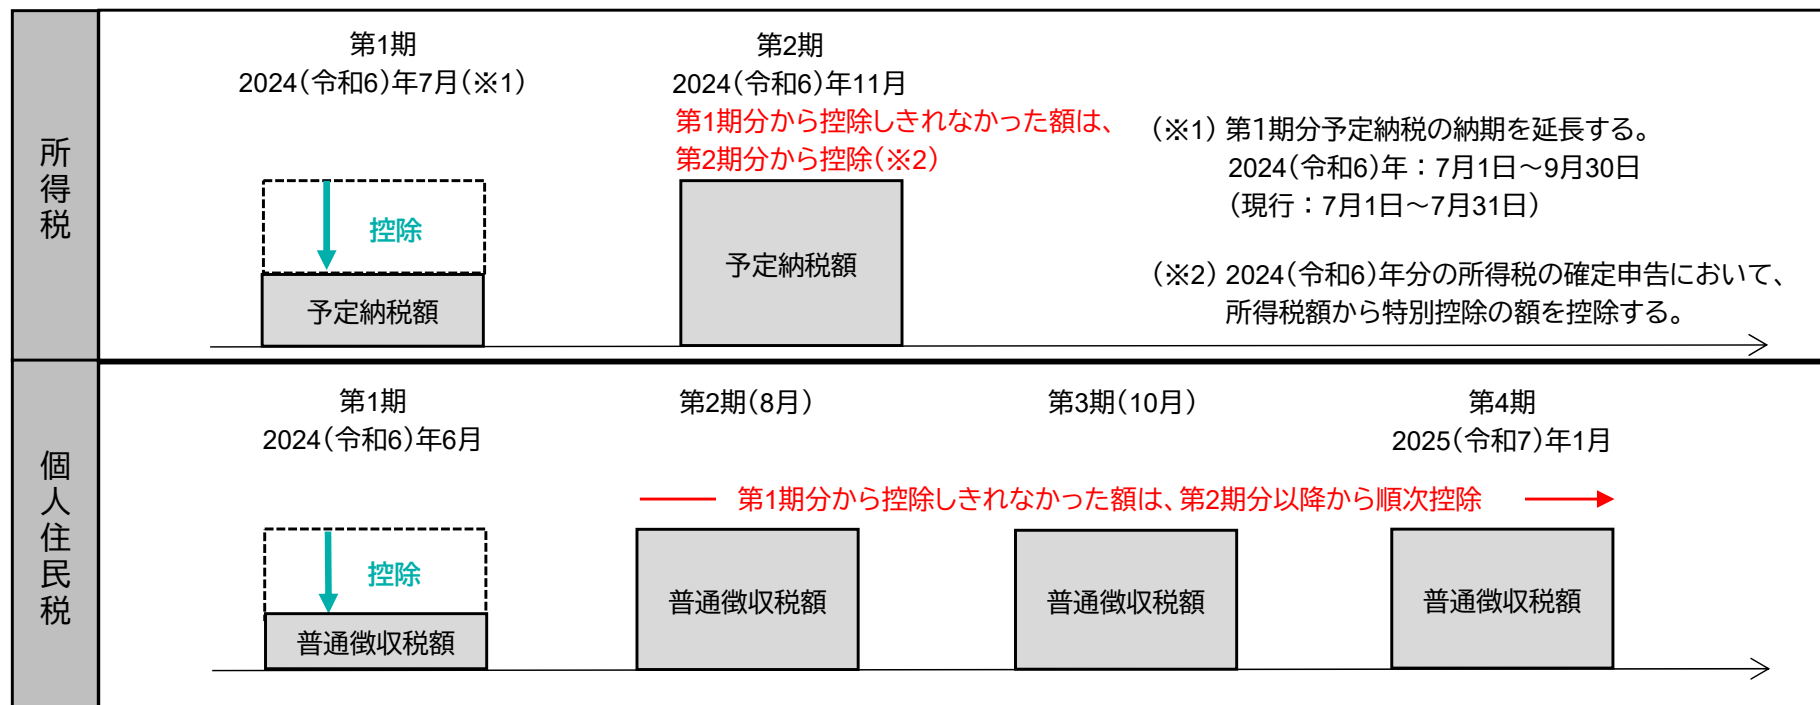 所得税
第1期
2024(令和6)年7月(※1)
控除
予定納税額
第2期
2024(令和6)年11月
第1期分から控除しきれなかった額は、
第2期分から控除(※2)
予定納税額
(※1) 第1期分予定納税の納期を延長する。
2024(令和6)年：7月1日～9月30日
(現行：7月1日～7月31日)
(※2) 2024(令和6)年分の所得税の確定申告において、
所得税額から特別控除の額を控除する。
個人住民税
第1期
2024(令和6)年6月
第2期(8月)
第3期(10月)
第4期
2025(令和7)年1月
第1期分から控除しきれなかった額は、第2期分以降から順次控除
控除
普通徴収税額
普通徴収税額
普通徴収税額
普通徴収税額